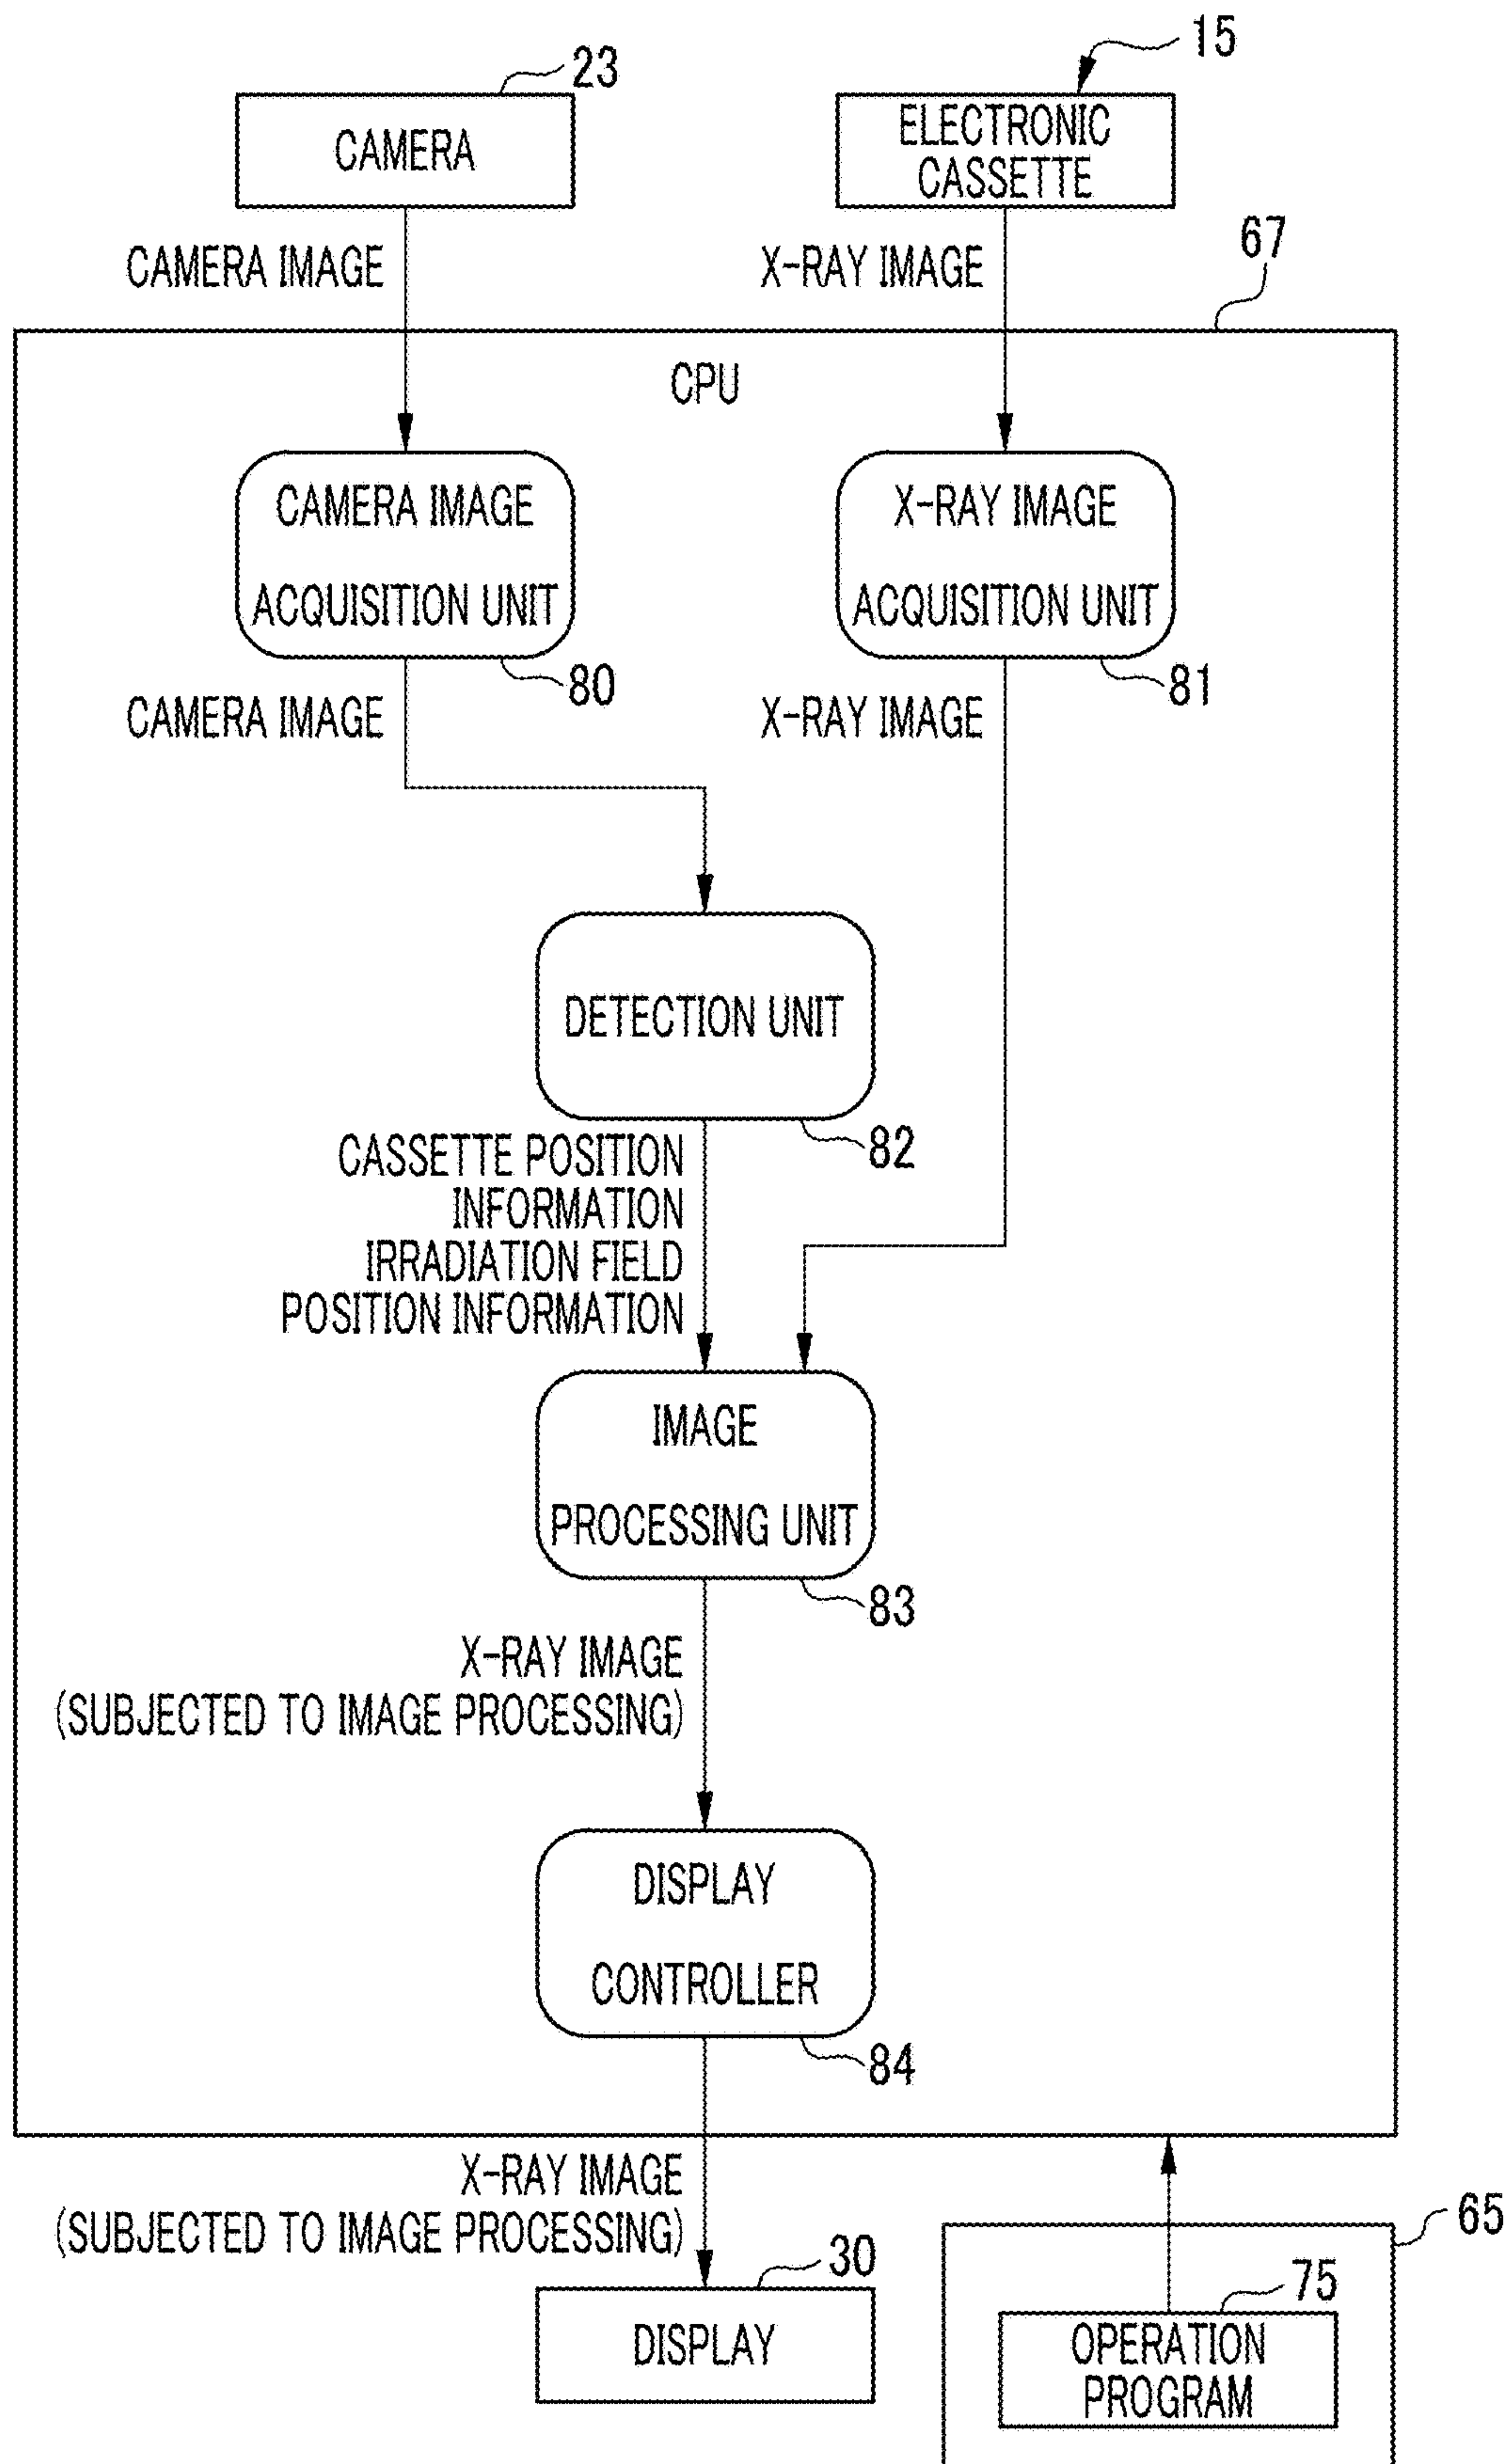 15
23
CAMERA
ELECTRONIC
CASSETTE
67
CAMERA IMAGE
X-RAY IMAGE
CPU
CAMERA IMAGE
ACQUISITION UNIT
X-RAY IMAGE
ACQUISITION UNIT
80
81
CAMERA IMAGE
X-RAY IMAGE
DETECTION UNIT
82
CASSETTE POSITION
INFORMATION
IRRADIATION FIELD
POSITION INFORMATION
IMAGE
PROCESSING UNIT
83
X-RAY IMAGE
(SUBJECTED TO IMAGE PROCESSING)
DISPLAY
CONTROLLER
84
X-RAY IMAGE
(SUBJECTED TO IMAGE PROCESSING)
65
30
75
DISPLAY
OPERATION
PROGRAM